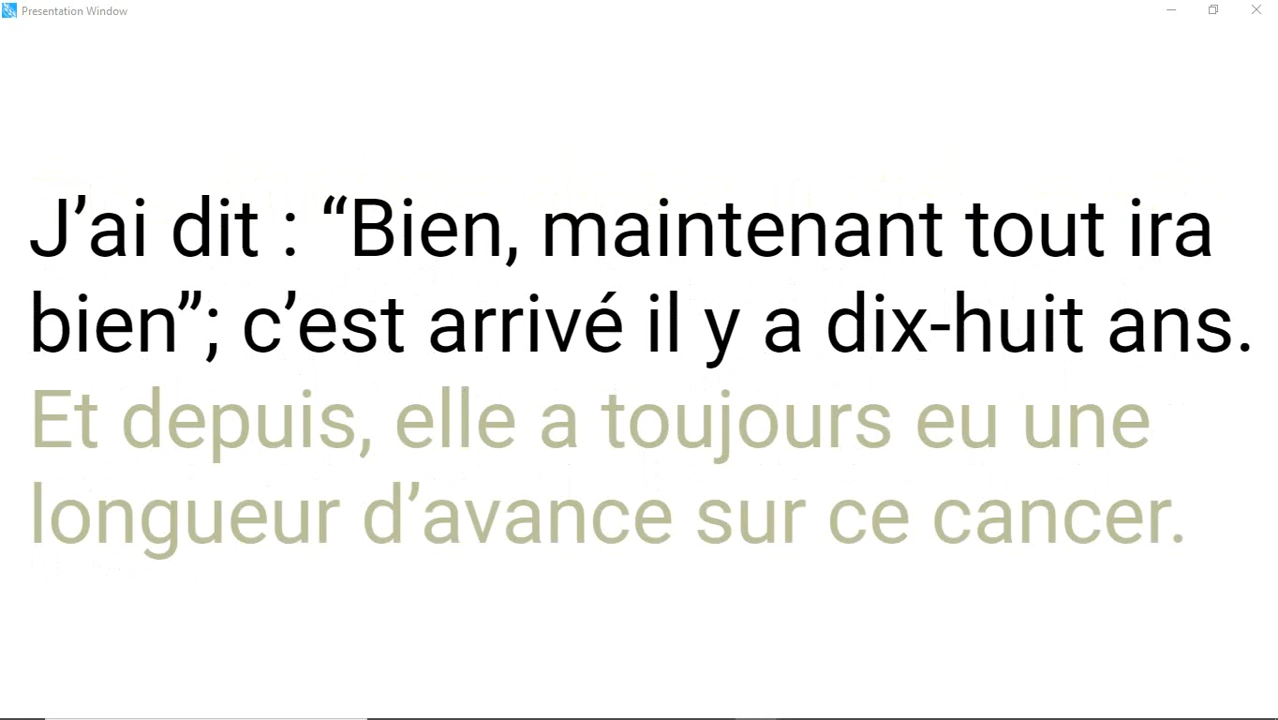 Presentation Window
J’ai dit : “Bien, maintenant tout ira
bien”; c’est arrivé il y a dix-huit ans.
Et depuis, elle a toujours eu une
longueur d’avance sur ce cancer.